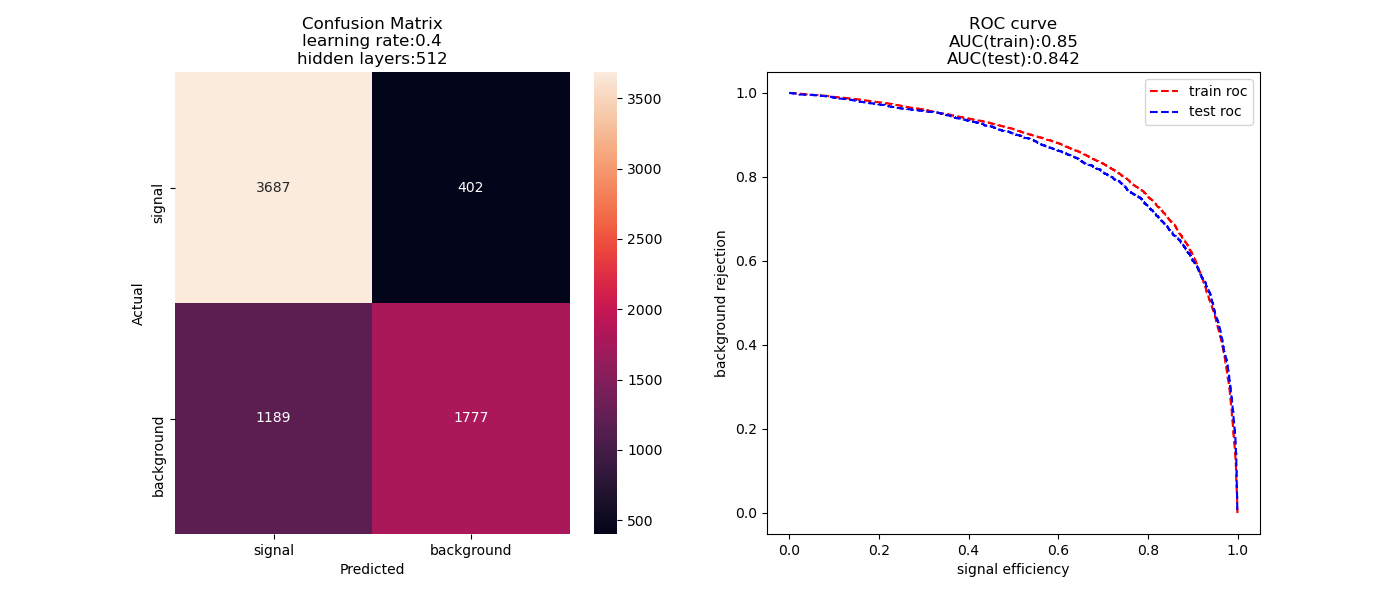 Confusion Matrix
learning rate:0.4
hidden layers:512
signal
background
Actual
3687
402
1189
1777
signal
background
Predicted
3500
3000
2500
2000
1500
1000
500
ROC curve
AUC(train):0.85
AUC(test):0.842
train roc
test roc
background rejection
1.0
0.8
0.6
0.4
0.2
0.0
0.0
0.2
0.4
0.6
0.8
1.0
signal efficiency